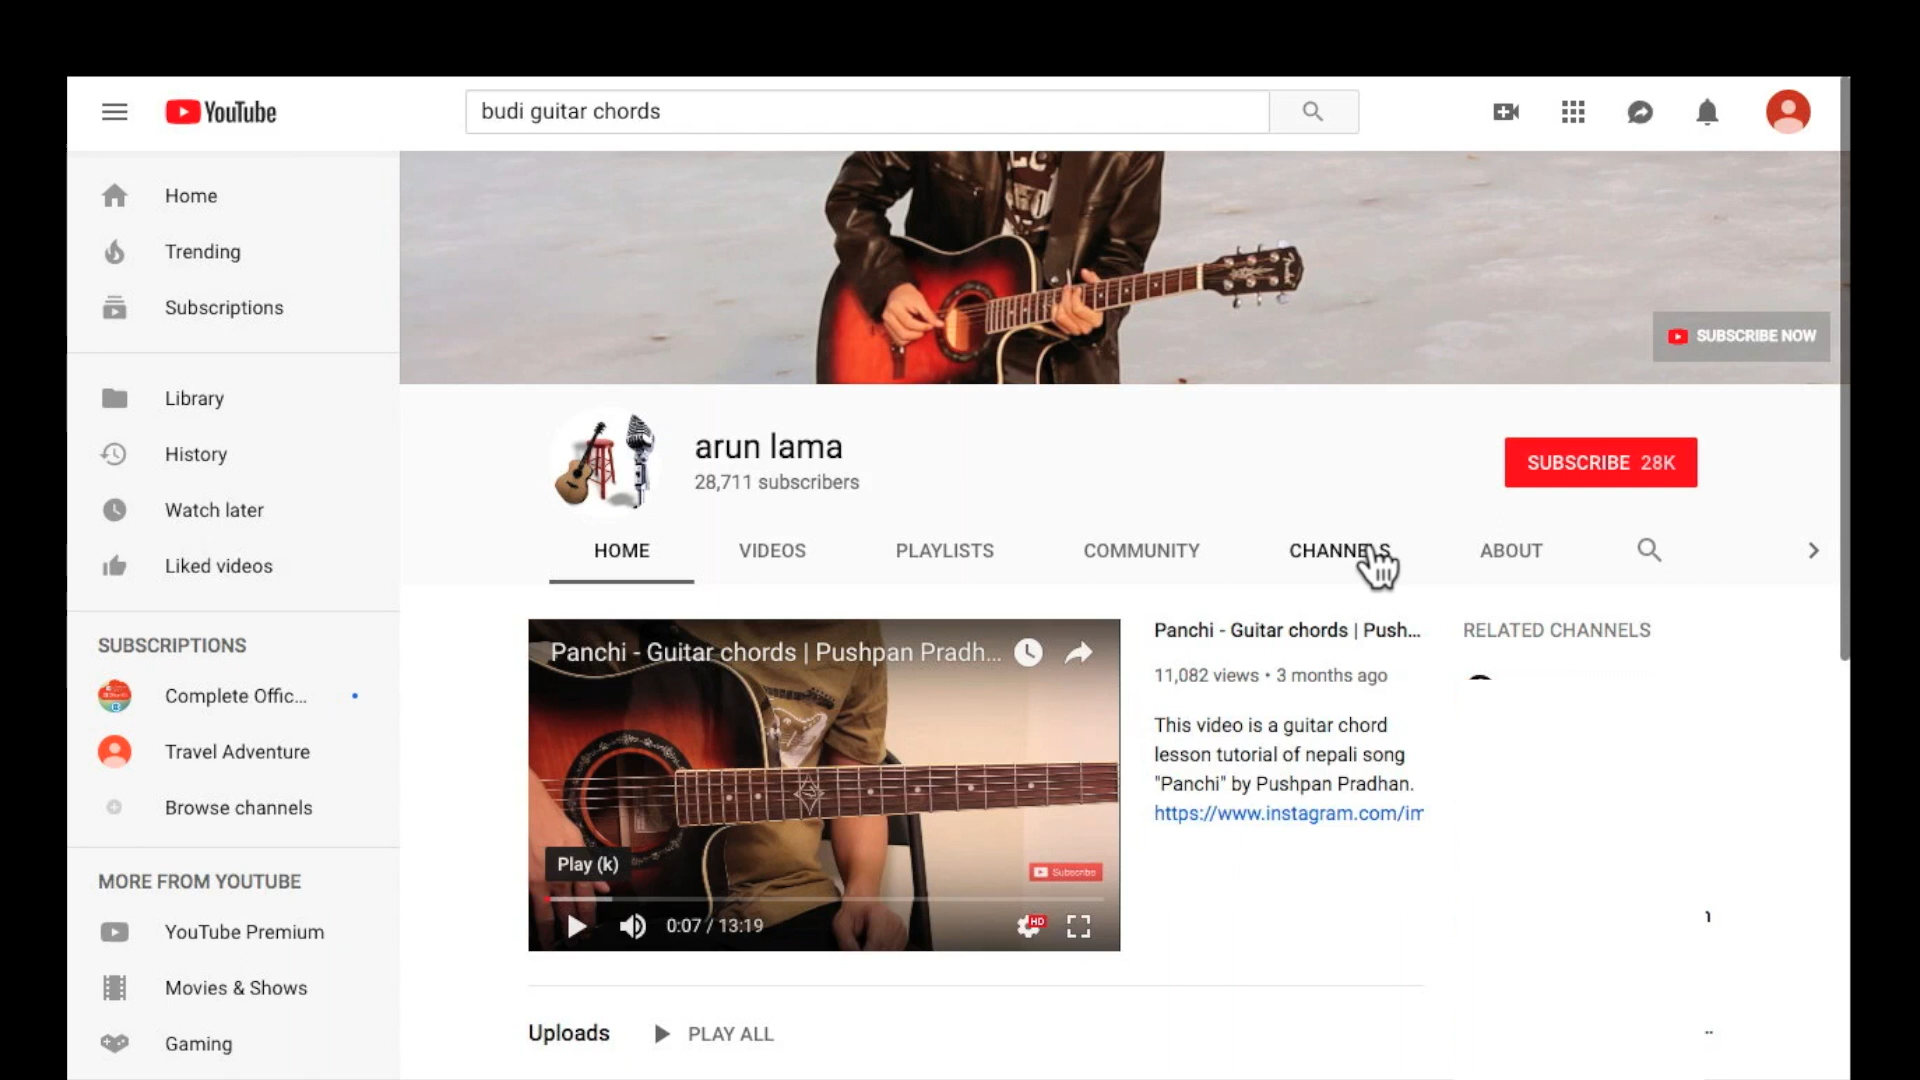 YouTube
budi guitar chords
Home
Trending
Subscriptions
Library
History
Watch later
Liked videos
SUBSCRIPTIONS
Complete Offic...
Travel Adventure
Browse channels
MORE FROM YOUTUBE
YouTube Premium
Movies & Shows
Gaming
SUBSCRIBE NOW
arun lama
28,711 subscribers
SUBSCRIBE 28K
HOME VIDEOS PLAYLISTS COMMUNITY CHANNELS ABOUT
Panchi - Guitar chords | Pushpan Pradh...
Play (k)
Subscribe
0:07 / 13:19
HD
Panchi - Guitar chords | Push...
11,082 views • 3 months ago
This video is a guitar chord
lesson tutorial of nepali song
"Panchi" by Pushpan Pradhan.
https://www.instagram.com/im
RELATED CHANNELS
Uploads PLAY ALL